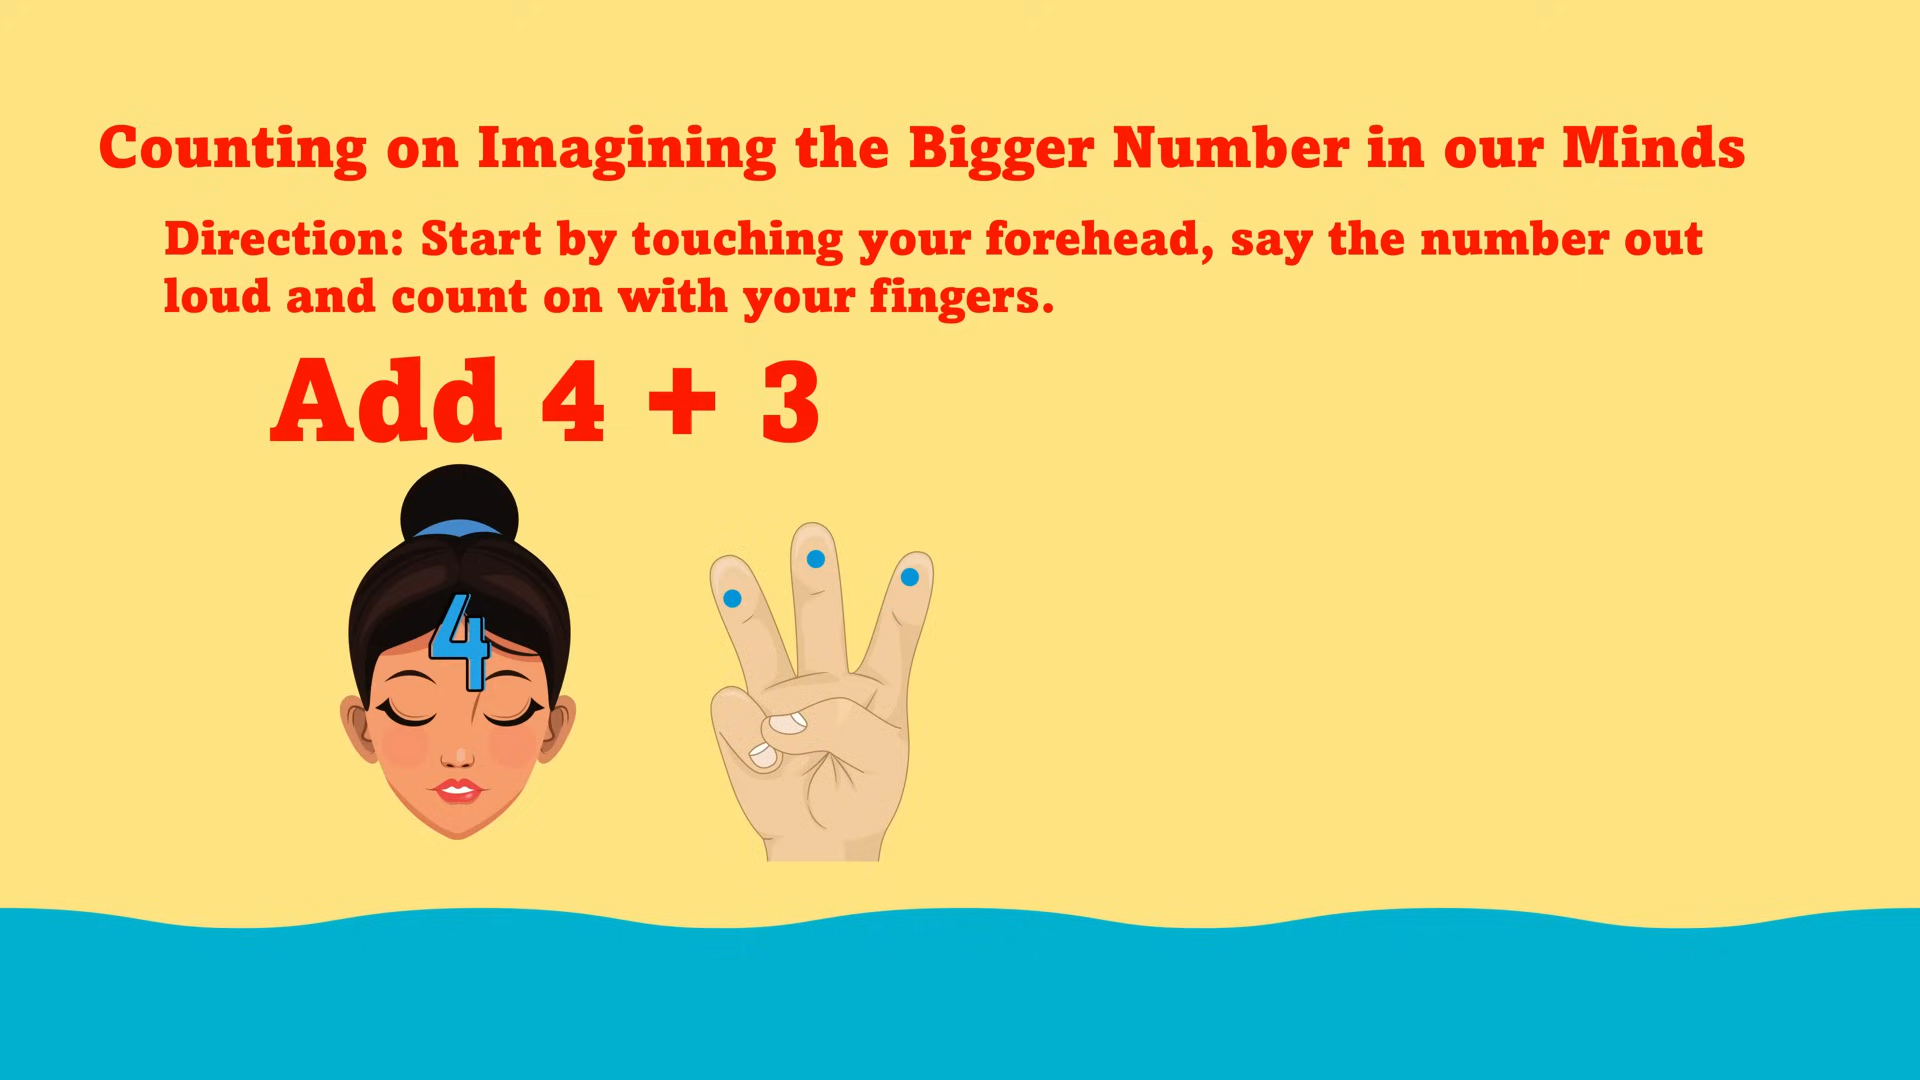 Counting on Imagining the Bigger Number in our Minds
Direction: Start by touching your forehead, say the number out
loud and count on with your fingers.
Add 4 + 3
4